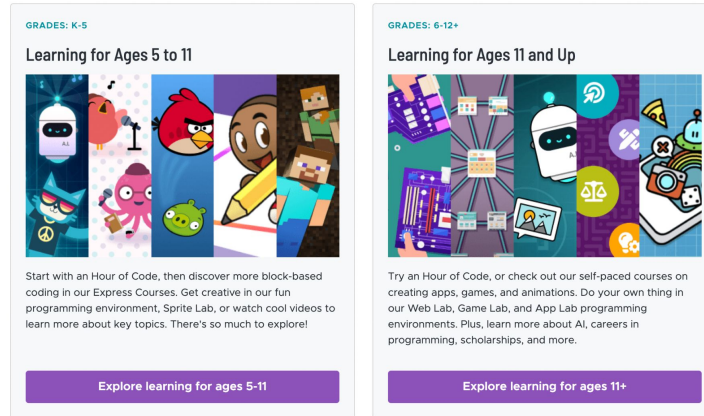 GRADES: K-5
Learning for Ages 5 to 11
A.I.
Start with an Hour of Code, then discover more block-based
coding in our Express Courses. Get creative in our fun
programming environment, Sprite Lab, or watch cool videos to
learn more about key topics. There's so much to explore!
Explore learning for ages 5-11
GRADES: 6-12+
Learning for Ages 11 and Up
Try an Hour of Code, or check out our self-paced courses on
creating apps, games, and animations. Do your own thing in
our Web Lab, Game Lab, and App Lab programming
environments. Plus, learn more about AI, careers in
programming, scholarships, and more.
Explore learning for ages 11+